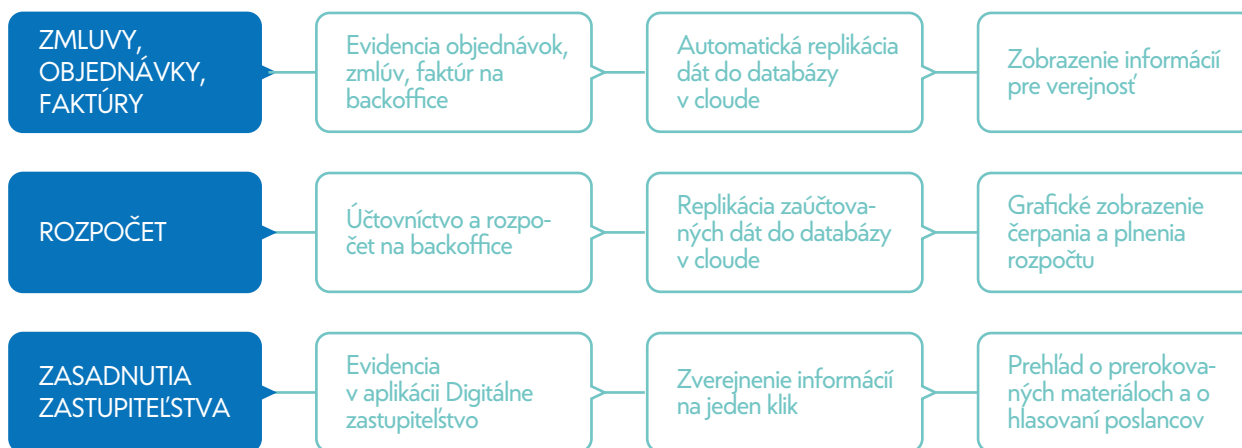 ZMLUVY,
OBJEDNÁVKY,
FAKTÚRY
Evidencia objednávok,
zmlúv, faktúr na
backoffice
Automatická replikácia
dát do databázy
v cloude
Zobrazenie informácií
pre verejnosť
ROZPOČET
Účtovníctvo a rozpo-
čet na backoffice
Replikácia zaúčtova-
ných dát do databázy
v cloude
Grafické zobrazenie
čerpania a plnenia
rozpočtu
ZASADNUTIA
ZASTUPITEĽSTVA
Evidencia
v aplikácii Digitálne
zastupiteľstvo
Zverejnenie informácií
na jeden klik
Prehľad o prerokova-
ných materiáloch a o
hlasovaní poslancov